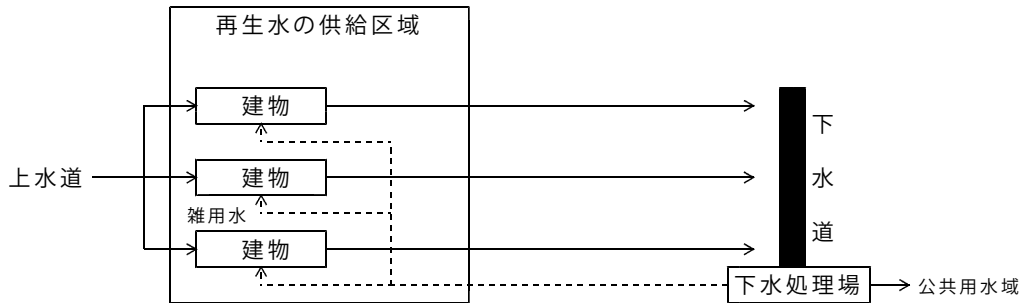 再生水の供給区域
建物
上水道
建物
雑用水
建物
下水道
下水処理場
公共用水域